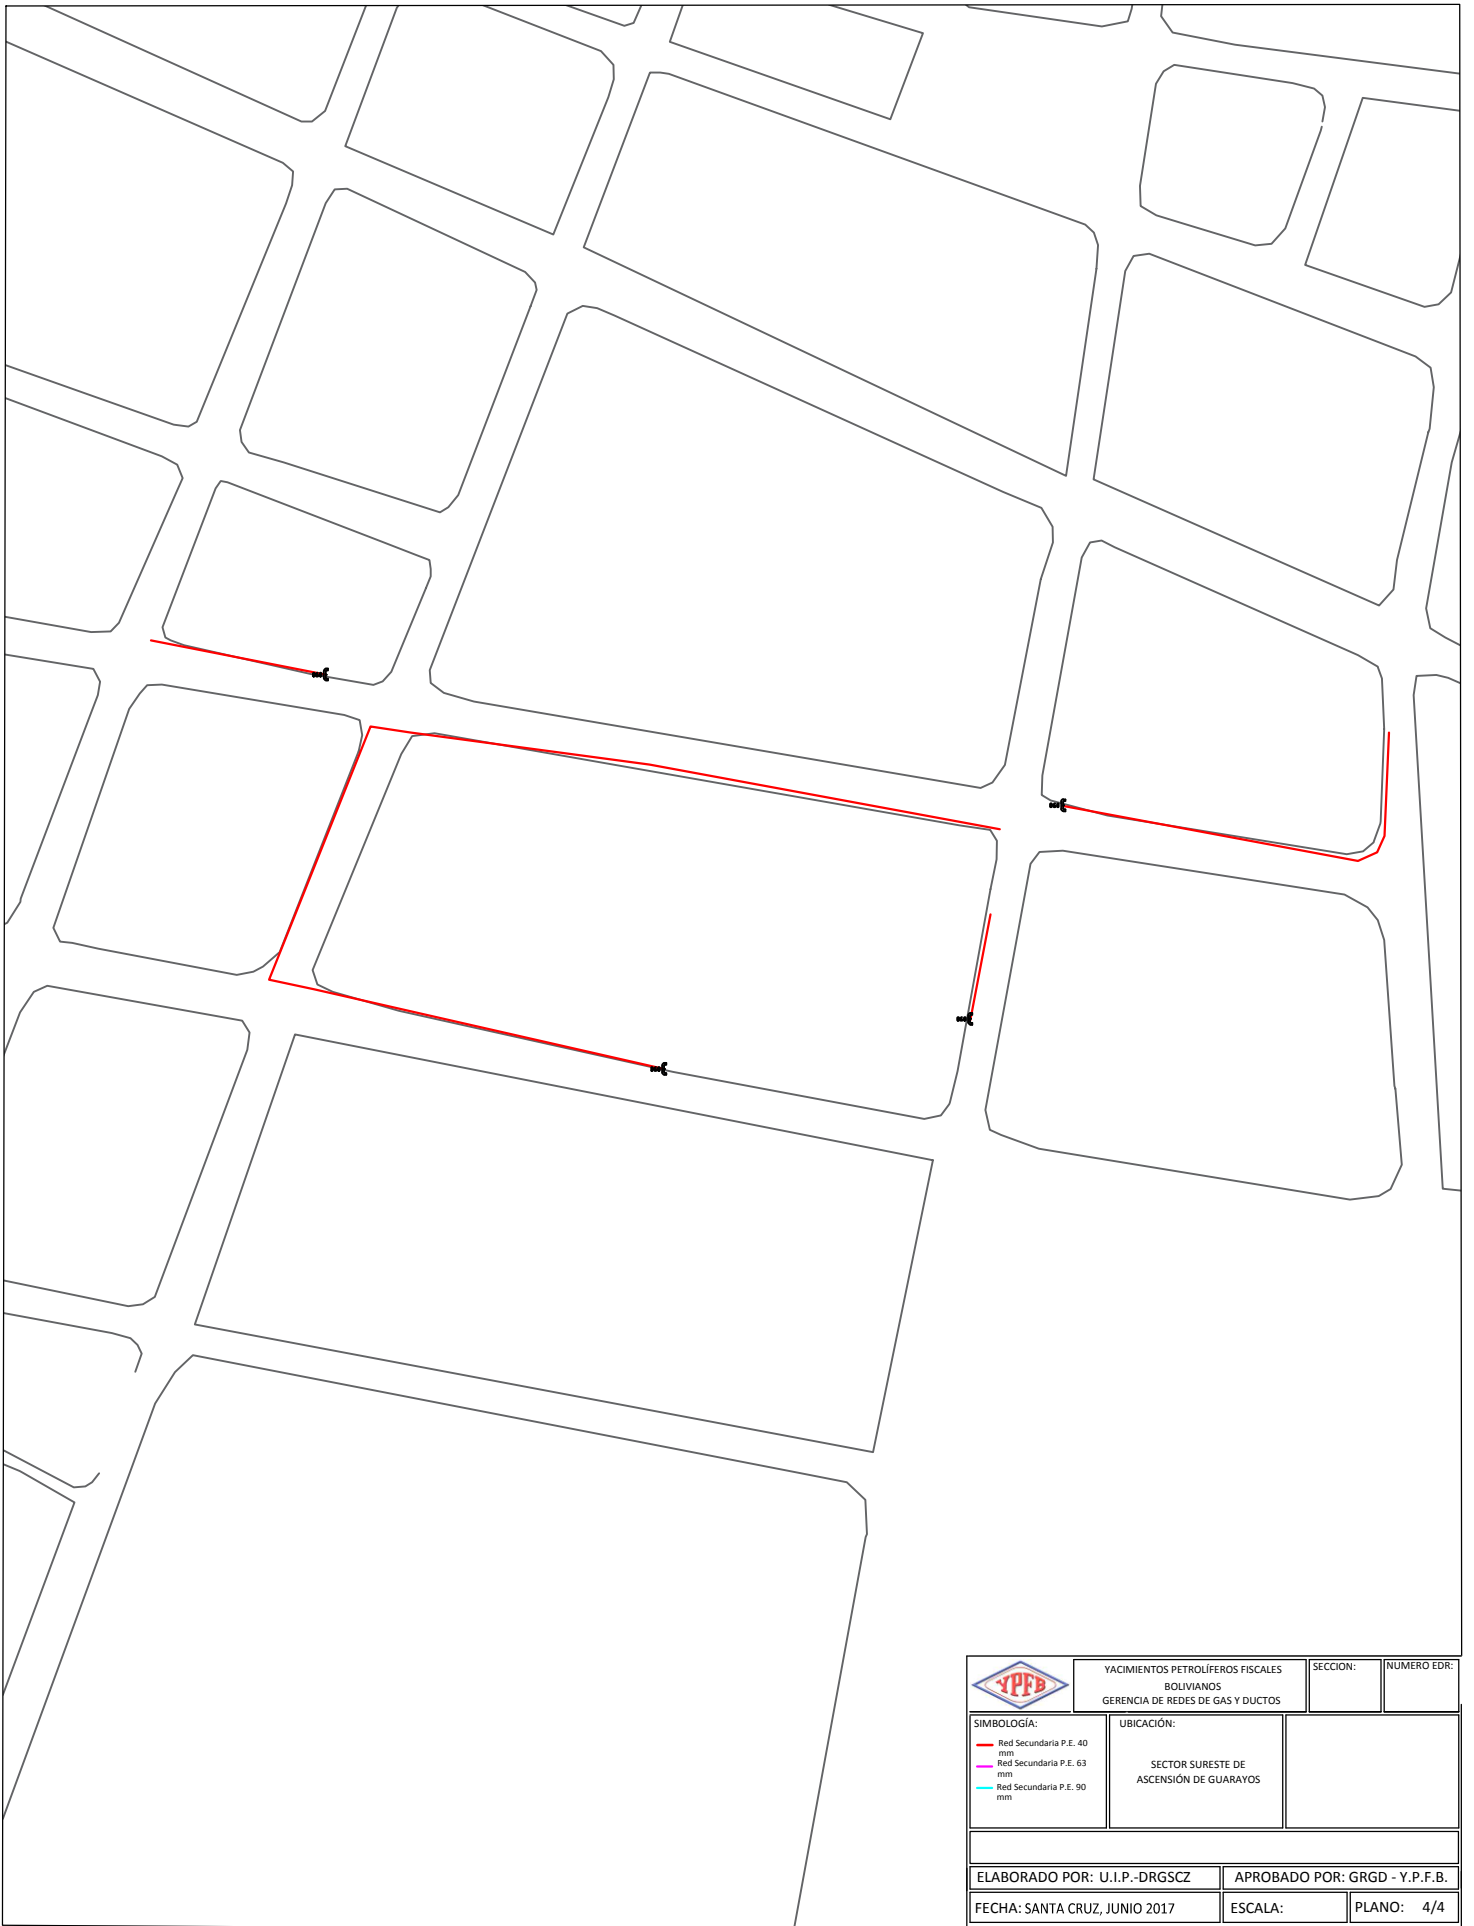 YPFB
YACIMIENTOS PETROLÍFEROS FISCALES
BOLIVIANOS
GERENCIA DE REDES DE GAS Y DUCTOS
SECCION:
NUMERO EDR:
SIMBOLOGÍA:
Red Secundaria P.E. 40
mm
Red Secundaria P.E. 63
mm
Red Secundaria P.E. 90
mm
UBICACIÓN:
SECTOR SURESTE DE
ASCENSIÓN DE GUARAYOS
ELABORADO POR: U.I.P.-DRGSCZ
APROBADO POR: GRGD - Y.P.F.B.
FECHA: SANTA CRUZ, JUNIO 2017
ESCALA:
PLANO: 4/4